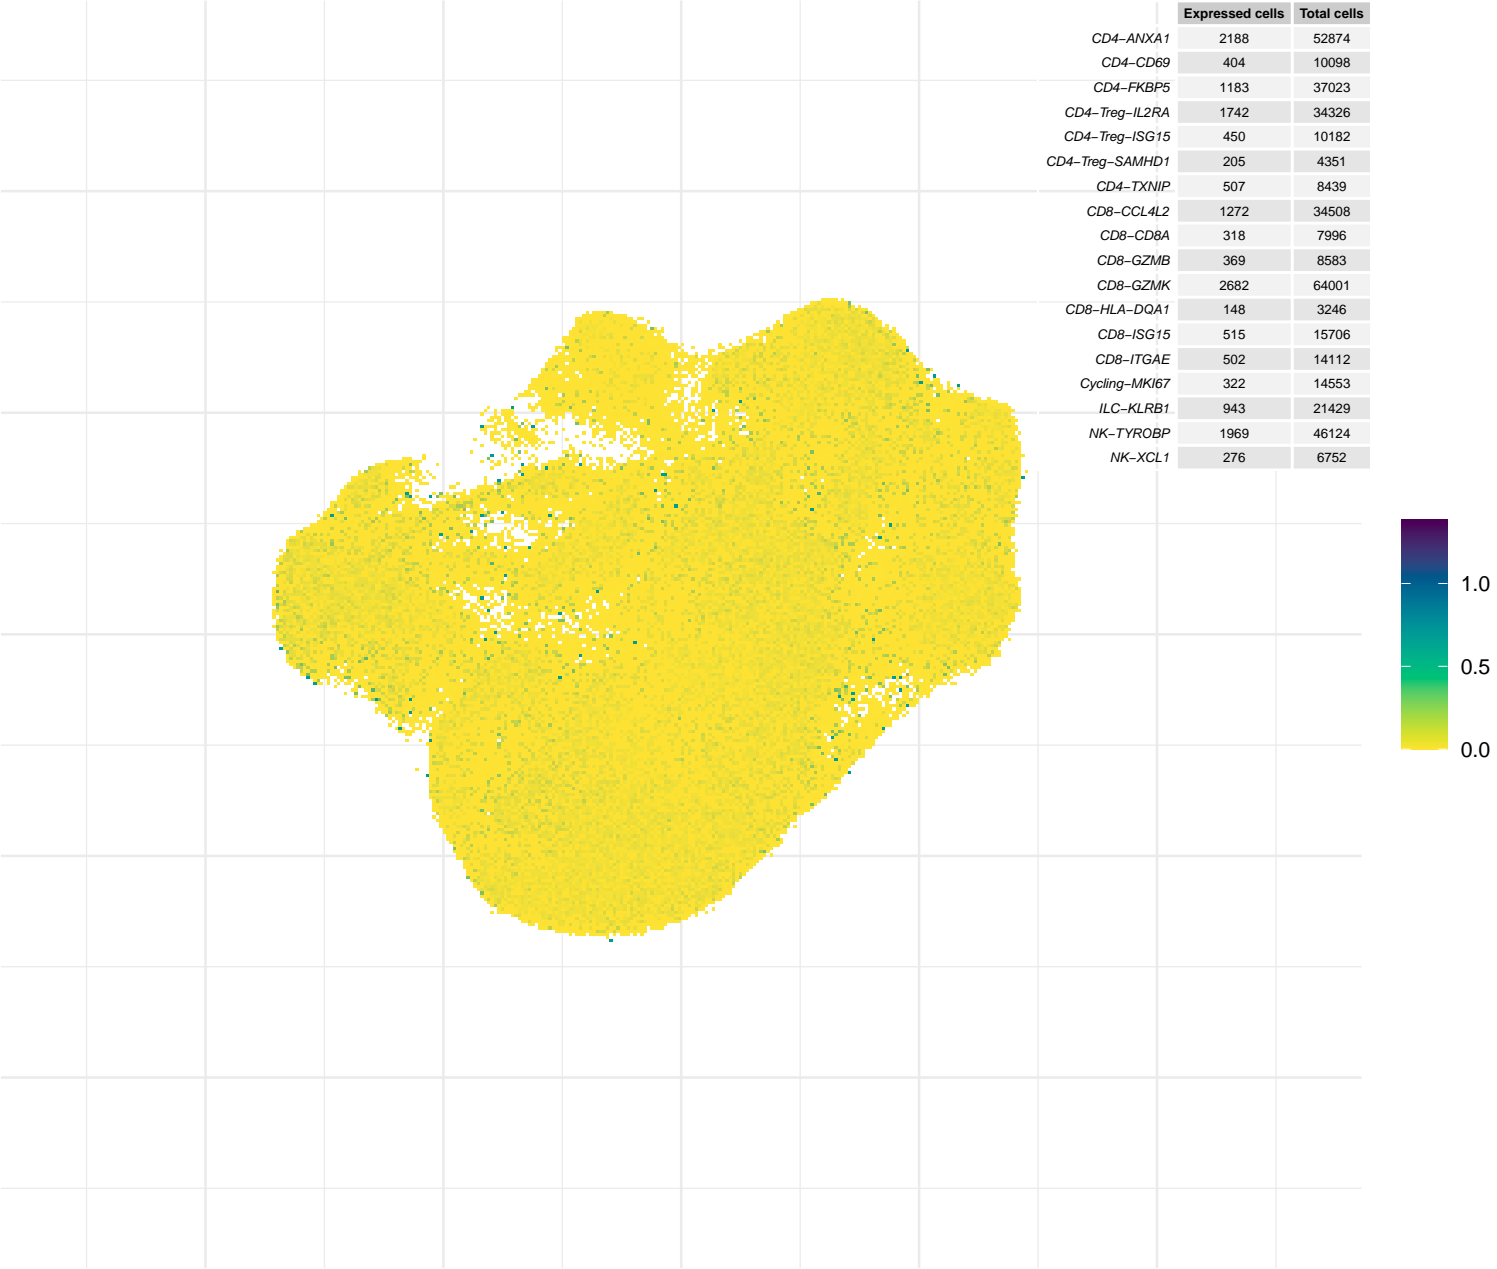 Expressed cells Total cells
CD4−ANXA1 2188 52874
CD4−CD69 404 10098
CD4−FKBP5 1183 37023
CD4−Treg−IL2RA 1742 34326
CD4−Treg−ISG15 450 10182
CD4−Treg−SAMHD1 205 4351
CD4−TXNIP 507 8439
CD8−CCL4L2 1272 34508
CD8−CD8A 318 7996
CD8−GZMB 369 8583
CD8−GZMK 2682 64001
CD8−HLA−DQA1 148 3246
CD8−ISG15 515 15706
CD8−ITGAE 502 14112
Cycling−MKI67 322 14553
ILC−KLRB1 943 21429
NK−TYROBP 1969 46124
NK−XCL1 276 6752
1.0
0.5
0.0